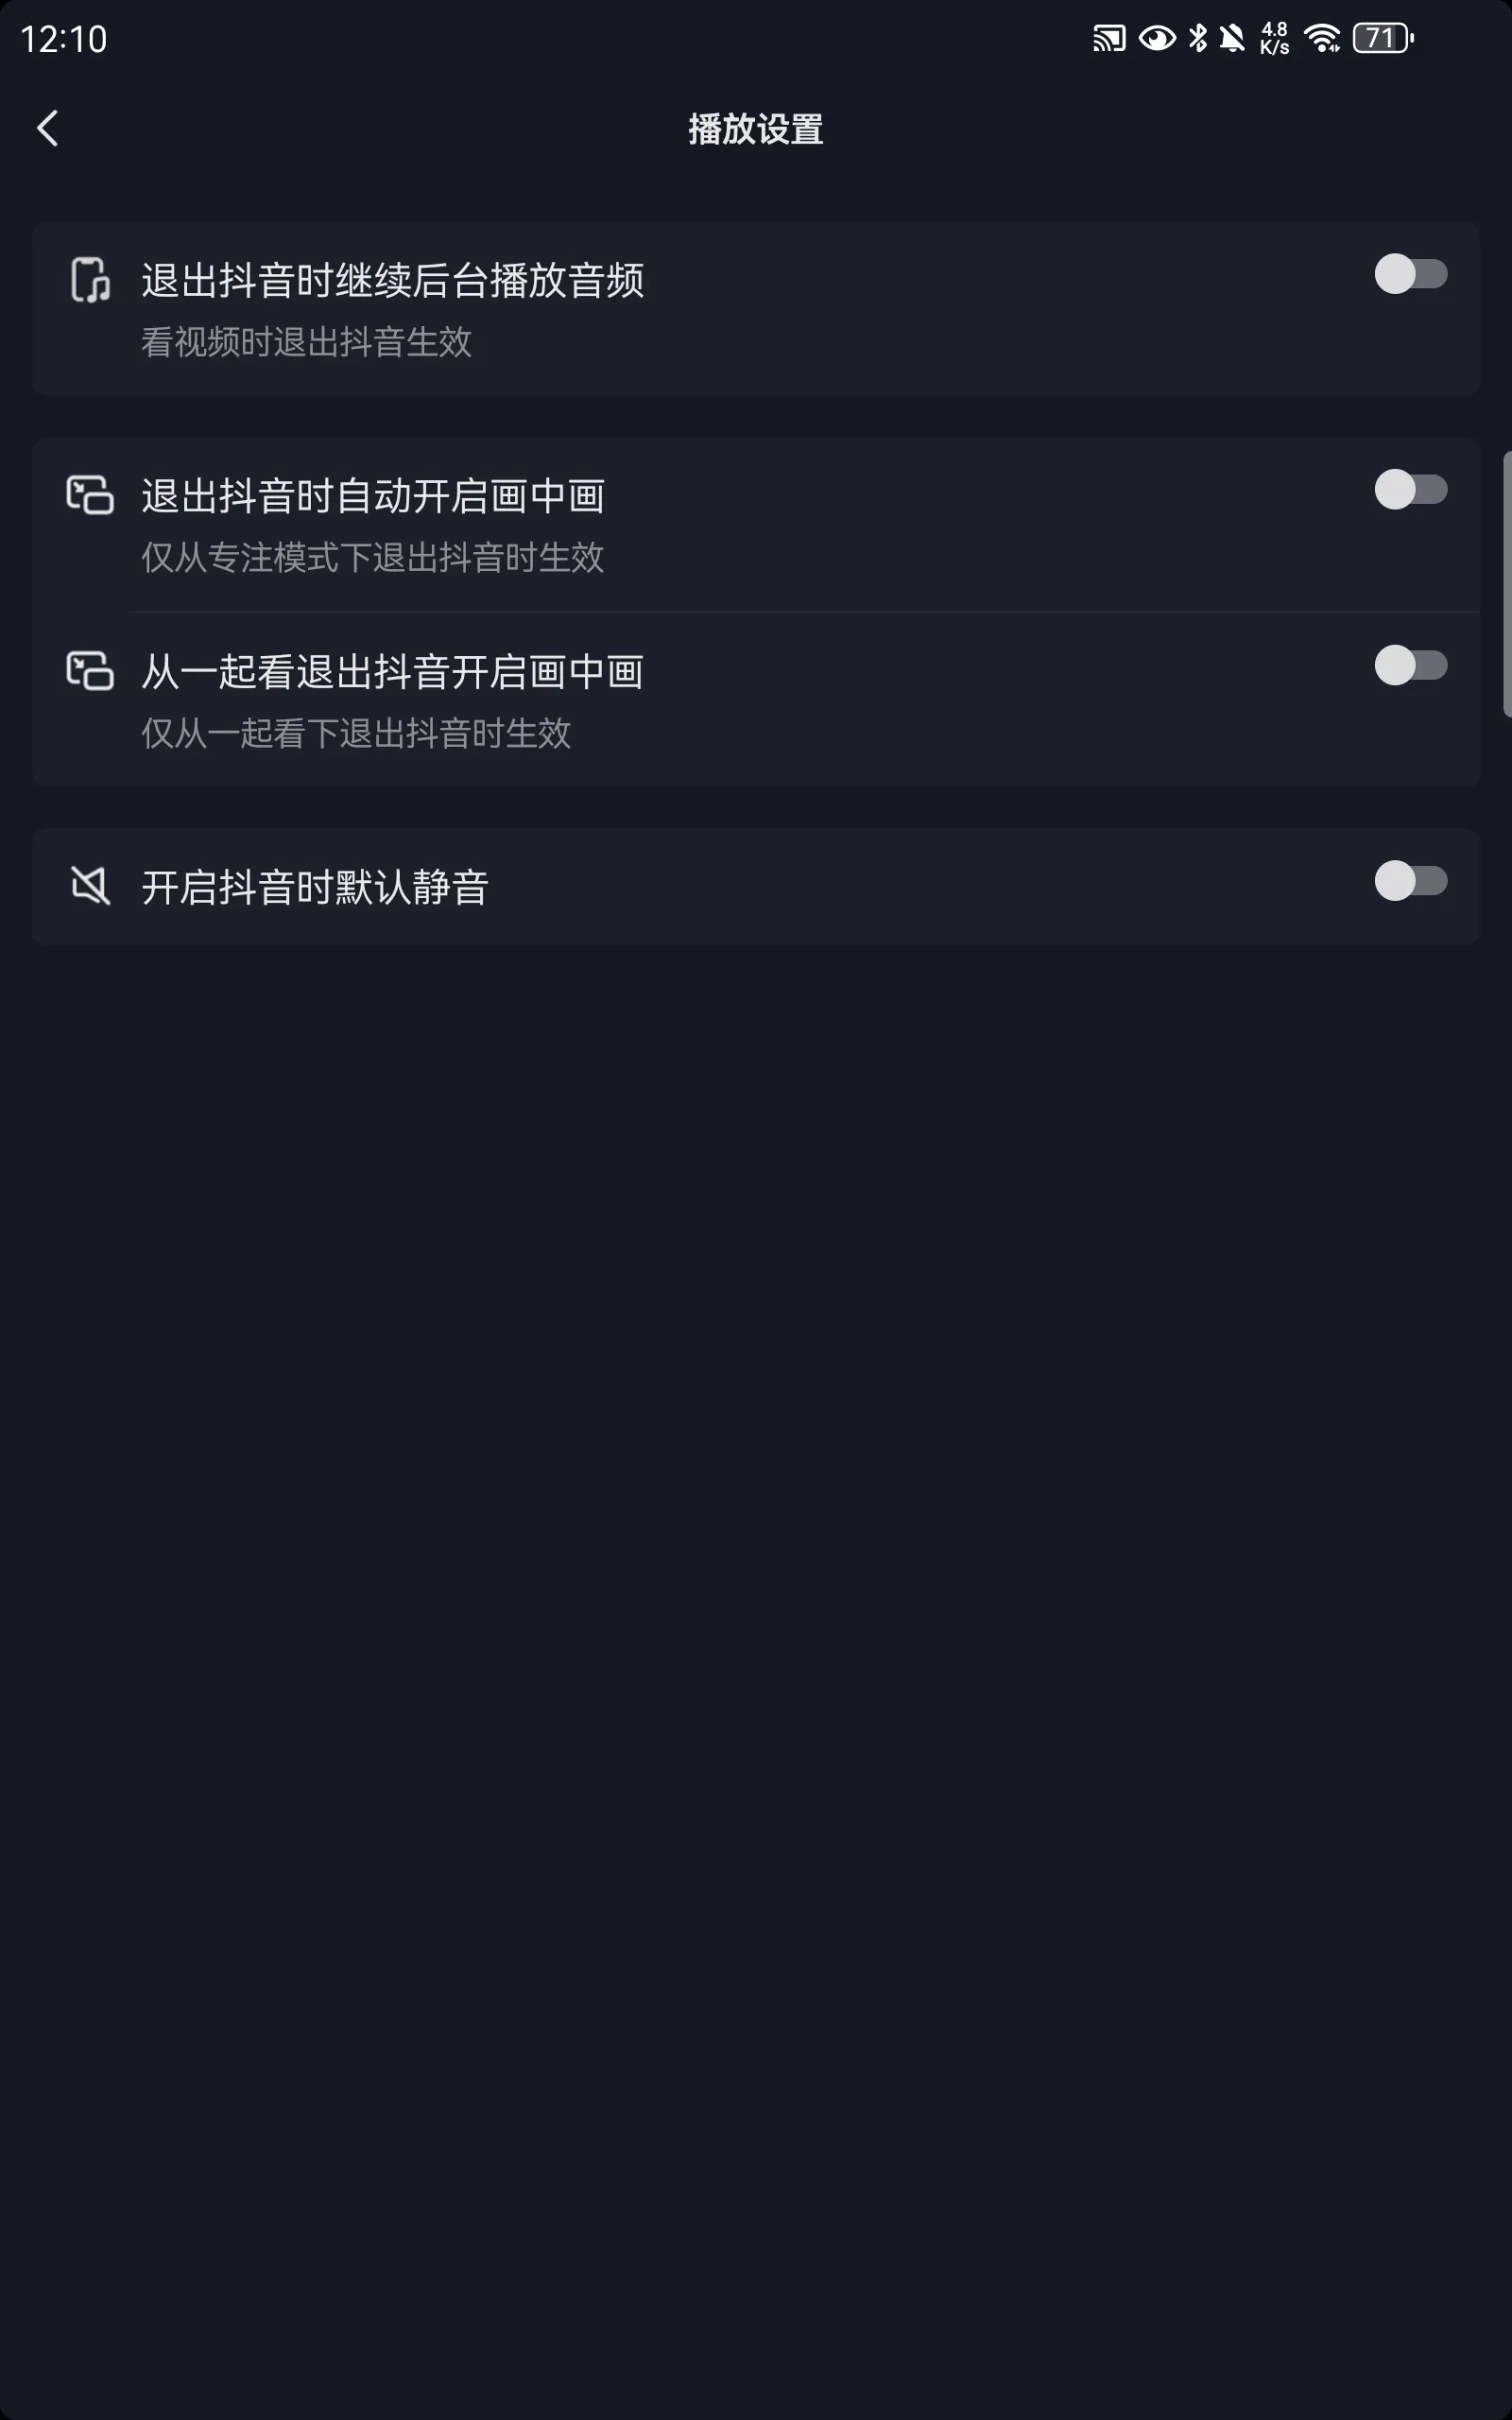 12:10
4.8
K/s
71
播放设置
退出抖音时继续后台播放音频
看视频时退出抖音生效
退出抖音时自动开启画中画
仅从专注模式下退出抖音时生效
从一起看退出抖音开启画中画
仅从一起看下退出抖音时生效
开启抖音时默认静音